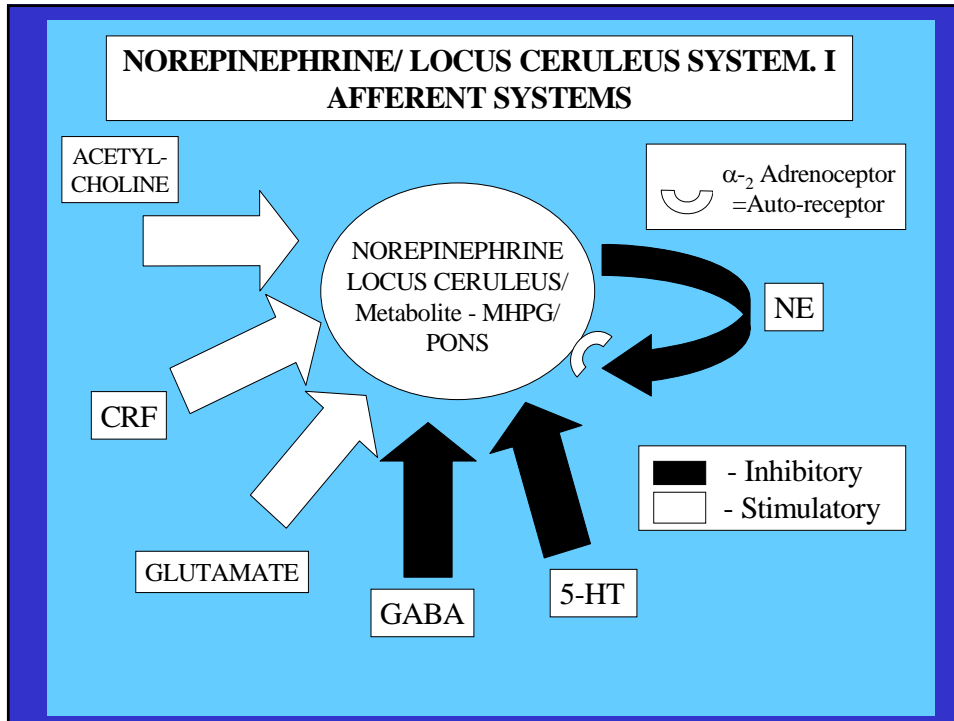 NOREPINEPHRINE/ LOCUS CERULEUS SYSTEM. I
AFFERENT SYSTEMS
ACETYL-
CHOLINE
α-₂ Adrenoceptor
=Auto-receptor
NOREPINEPHRINE
LOCUS CERULEUS/
Metabolite - MHPG/
PONS
NE
CRF
- Inhibitory
- Stimulatory
GLUTAMATE
GABA
5-HT